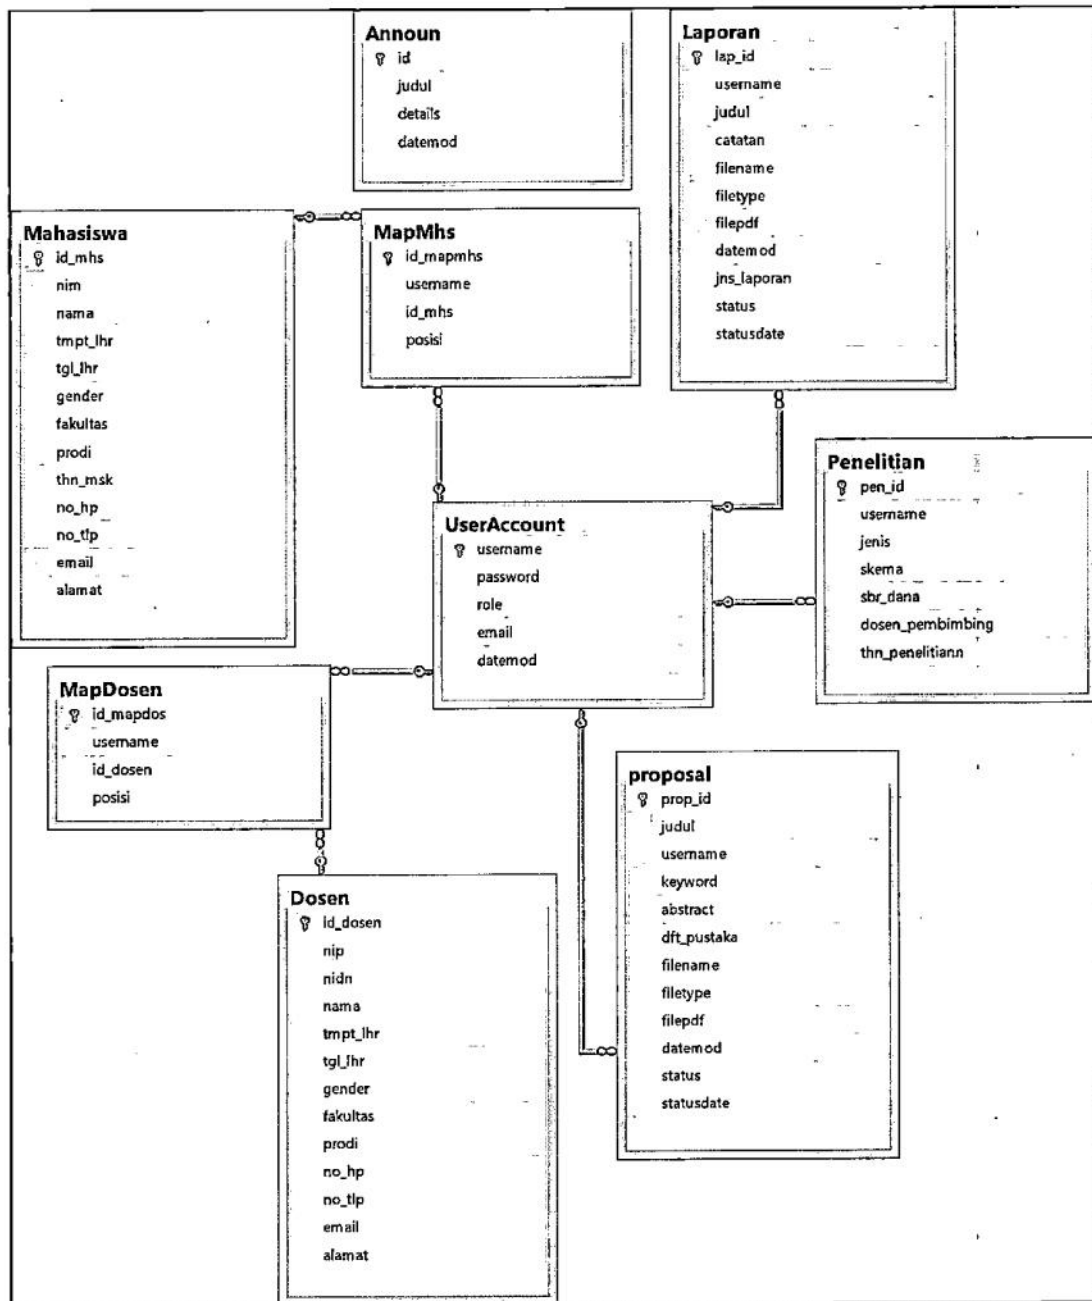 Announ
id
judul
details
datemod
Laporan
lap_id
username
judul
catatan
filename
filetype
filepdf
datemod
jns_laporan
status
statusdate
Mahasiswa
id_mhs
nim
nama
tmpt_lhr
tgl_lhr
gender
fakultas
prodi
thn_msk
no_hp
no_tlp
email
alamat
MapMhs
id_mapmhs
username
id_mhs
posisi
Penelitian
pen_id
username
jenis
skema
sbr_dana
dosen_pembimbing
thn_penelitiann
UserAccount
username
password
role
email
datemod
MapDosen
id_mapdos
username
id_dosen
posisi
proposal
prop_id
judul
username
keyword
abstract
dft_pustaka
filename
filetype
filepdf
datemod
status
statusdate
Dosen
id_dosen
nip
nidn
nama
tmpt_lhr
tgl_lhr
gender
fakultas
prodi
no_hp
no_tlp
email
alamat